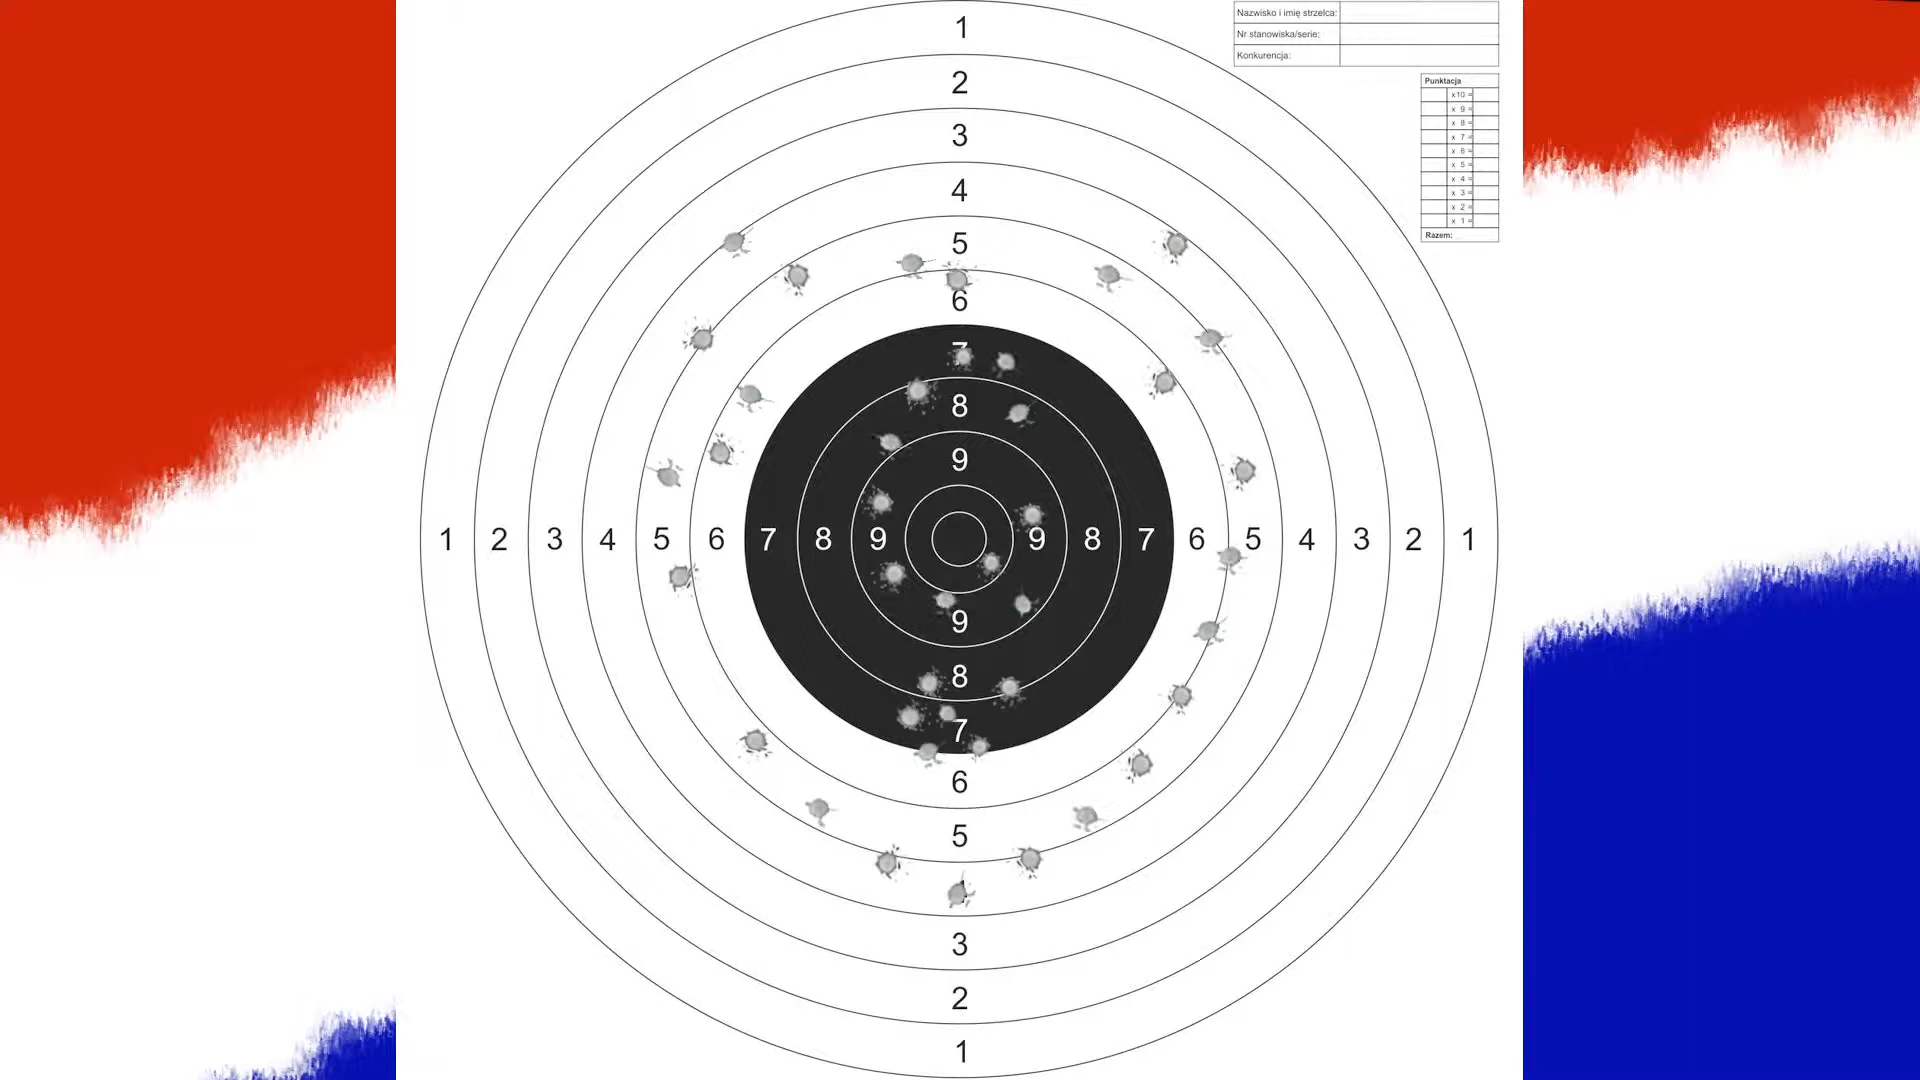 Nazwisko i imię strzelca:
Nr stanowiska/serie:
Konkurencja:
Punktacja
x 10 =
x 9 =
x 8 =
x 7 =
x 6 =
x 5 =
x 4 =
x 3 =
x 2 =
x 1 =
Razem:
1
2
3
4
5
6
7
8
9
1 2 3 4 5 6 7 8 9 9 8 7 6 5 4 3 2 1
9
8
7
6
5
3
2
1